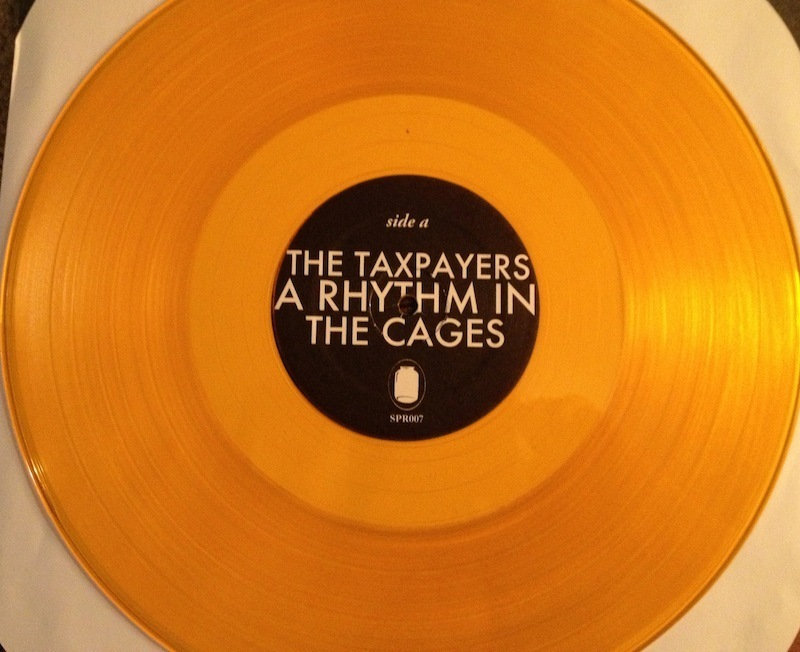 side a
THE TAXPAYERS
A RHYTHM IN
THE CAGES
SPR007